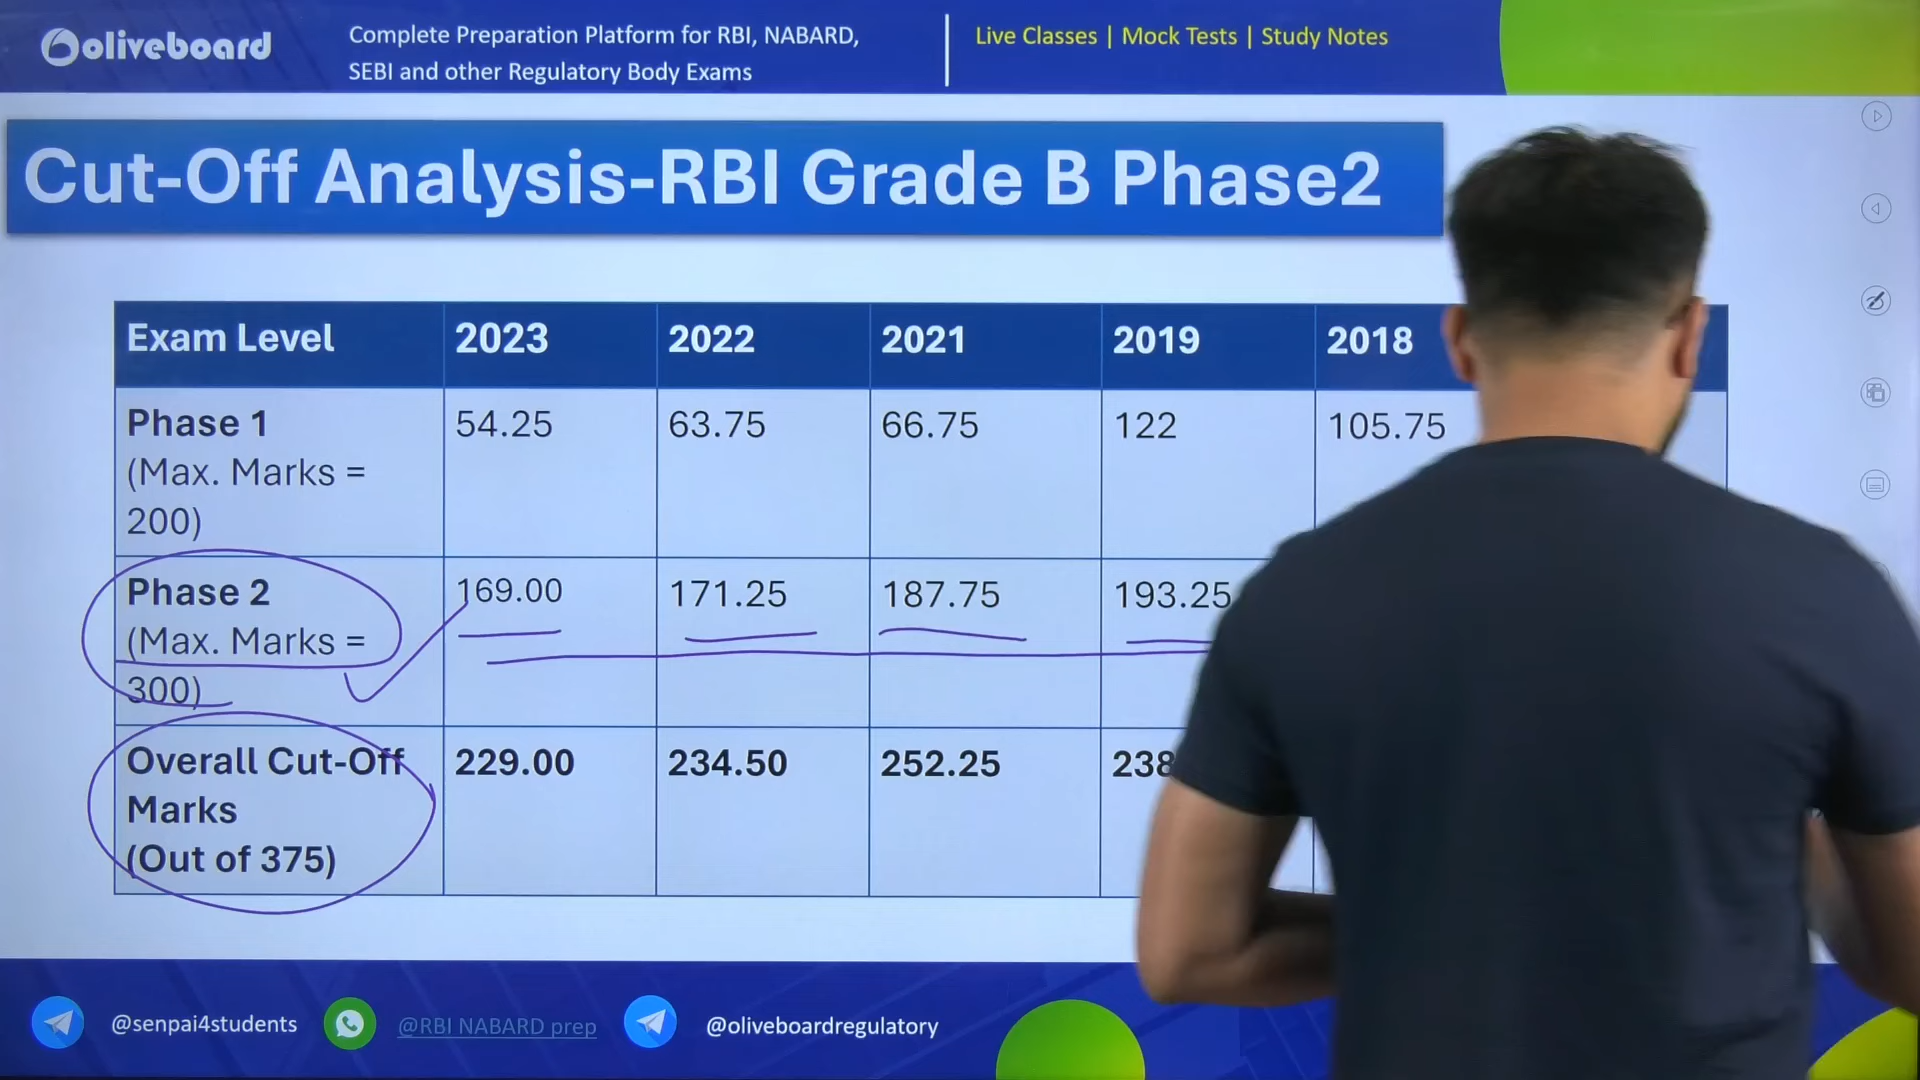 oliveboard
Complete Preparation Platform for RBI, NABARD,
SEBI and other Regulatory Body Exams
Live Classes | Mock Tests | Study Notes
Cut-Off Analysis-RBI Grade B Phase2
Exam Level 2023 2022 2021 2019 2018
Phase 1 54.25 63.75 66.75 122 105.75
(Max. Marks =
200)
Phase 2 169.00 171.25 187.75 193.25
(Max. Marks =
300)
Overall Cut-Off 229.00 234.50 252.25 238
Marks
(Out of 375)
@senpai4students @RBI NABARD prep @oliveboardregulatory